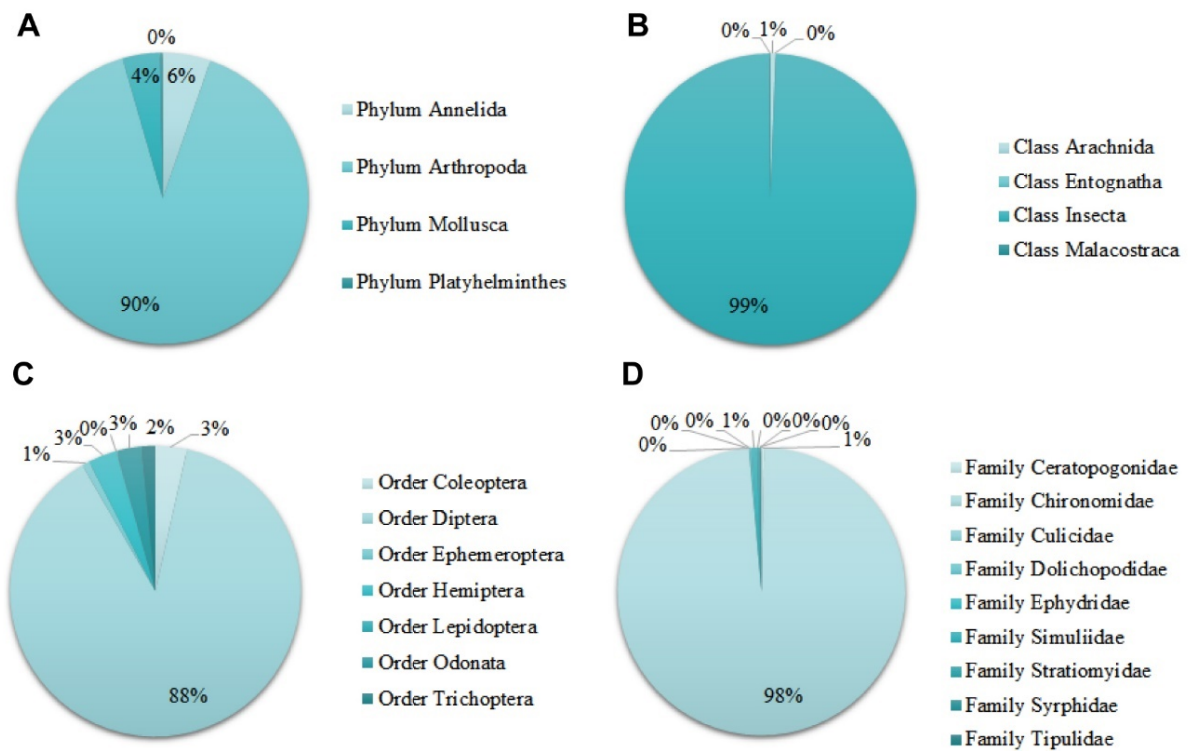 A
0%
4% 6%
90%
Phylum Annelida
Phylum Arthropoda
Phylum Mollusca
Phylum Platyhelminthes
B
0% 1% 0%
99%
Class Arachnida
Class Entognatha
Class Insecta
Class Malacostraca
C
1% 3% 0% 3% 2% 3%
88%
Order Coleoptera
Order Diptera
Order Ephemeroptera
Order Hemiptera
Order Lepidoptera
Order Odonata
Order Trichoptera
D
0% 0% 0% 1% 0% 0% 0% 1%
98%
Family Ceratopogonidae
Family Chironomidae
Family Culicidae
Family Dolichopodidae
Family Ephydridae
Family Simuliidae
Family Stratiomyidae
Family Syrphidae
Family Tipulidae